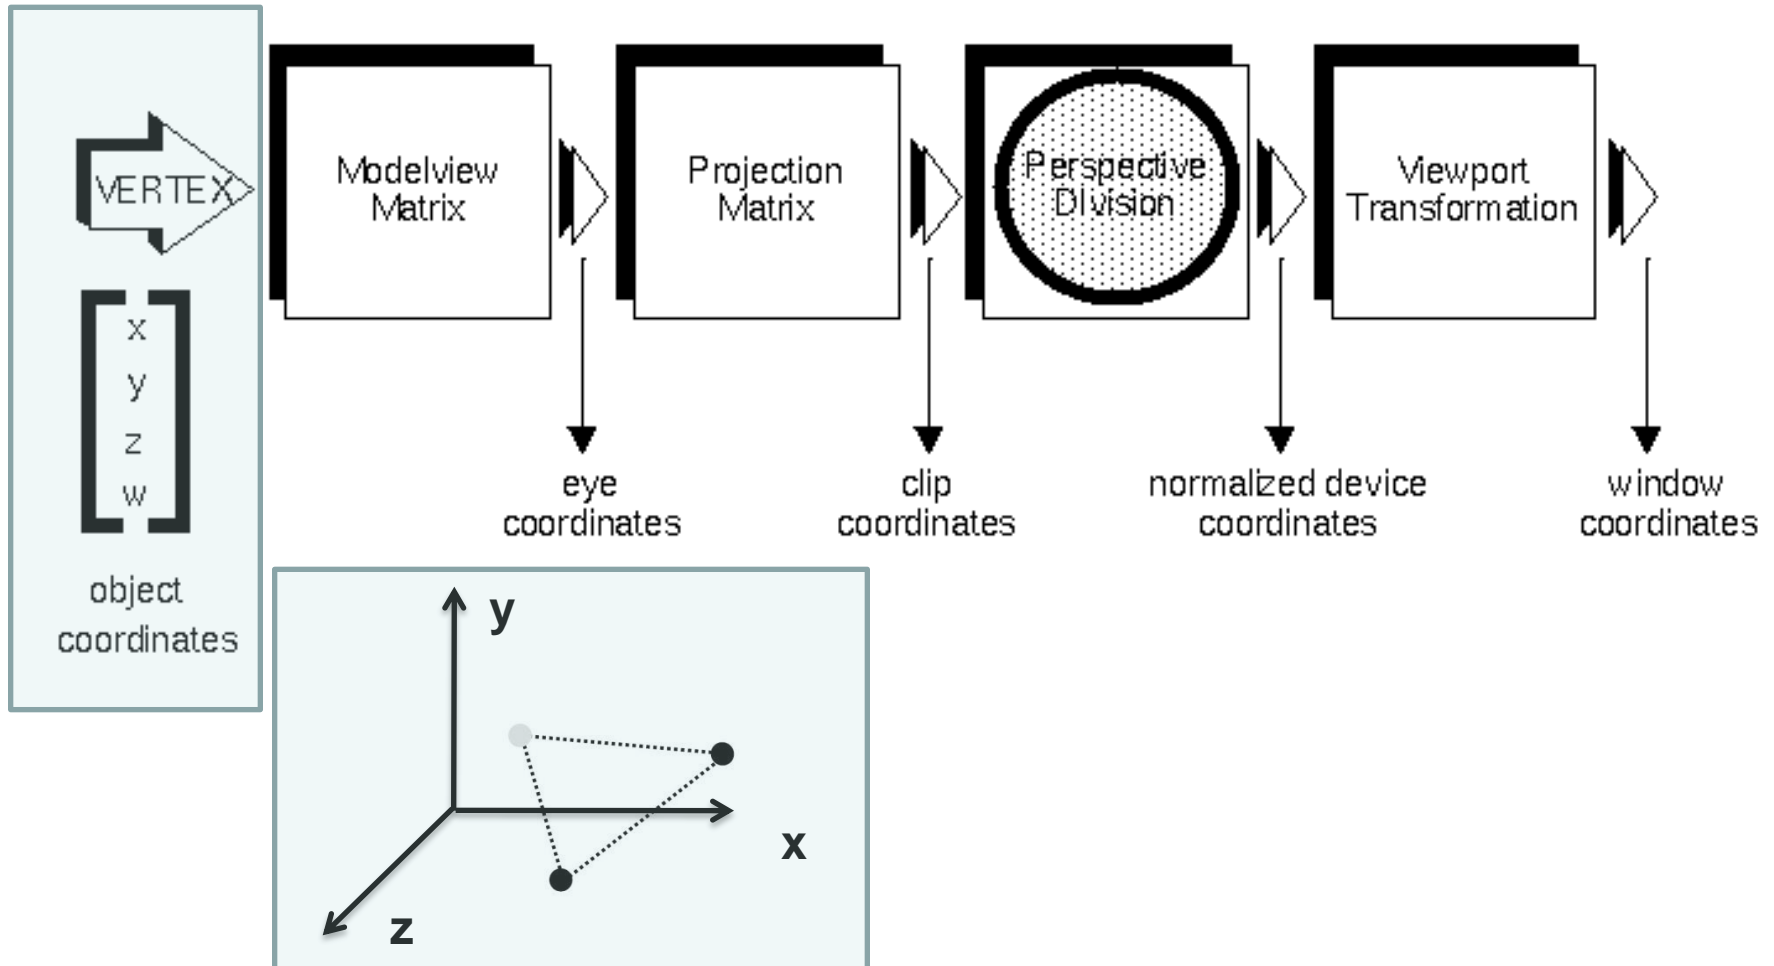 VERTEX
x
y
z
w
object
coordinates
Modelview
Matrix
Projection
Matrix
Perspective
Division
Viewport
Transformation
eye
coordinates
clip
coordinates
normalized device
coordinates
window
coordinates
y
x
z